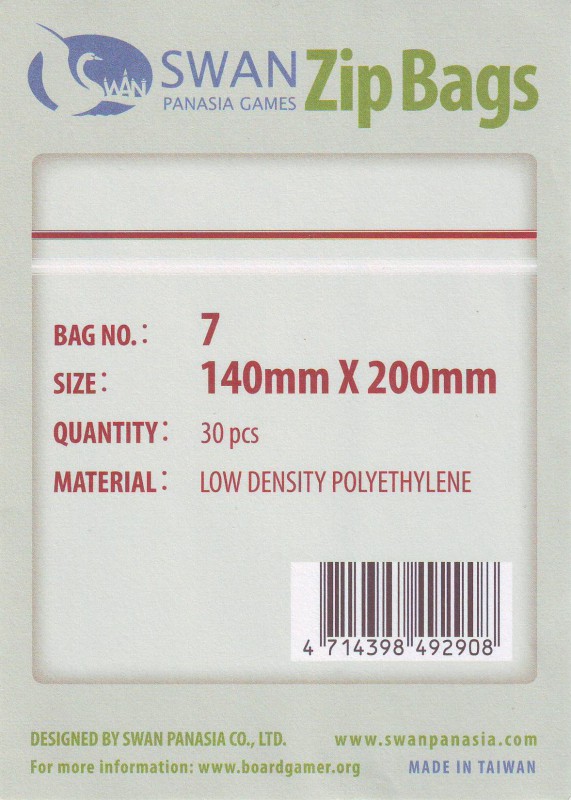 SWAN
SWAN Zip Bags
PANASIA GAMES
BAG NO.: 7
SIZE: 140mm X 200mm
QUANTITY: 30 pcs
MATERIAL: LOW DENSITY POLYETHYLENE
4 714398 492908
DESIGNED BY SWAN PANASIA CO., LTD. www.swanpanasia.com
For more information: www.boardgamer.org MADE IN TAIWAN